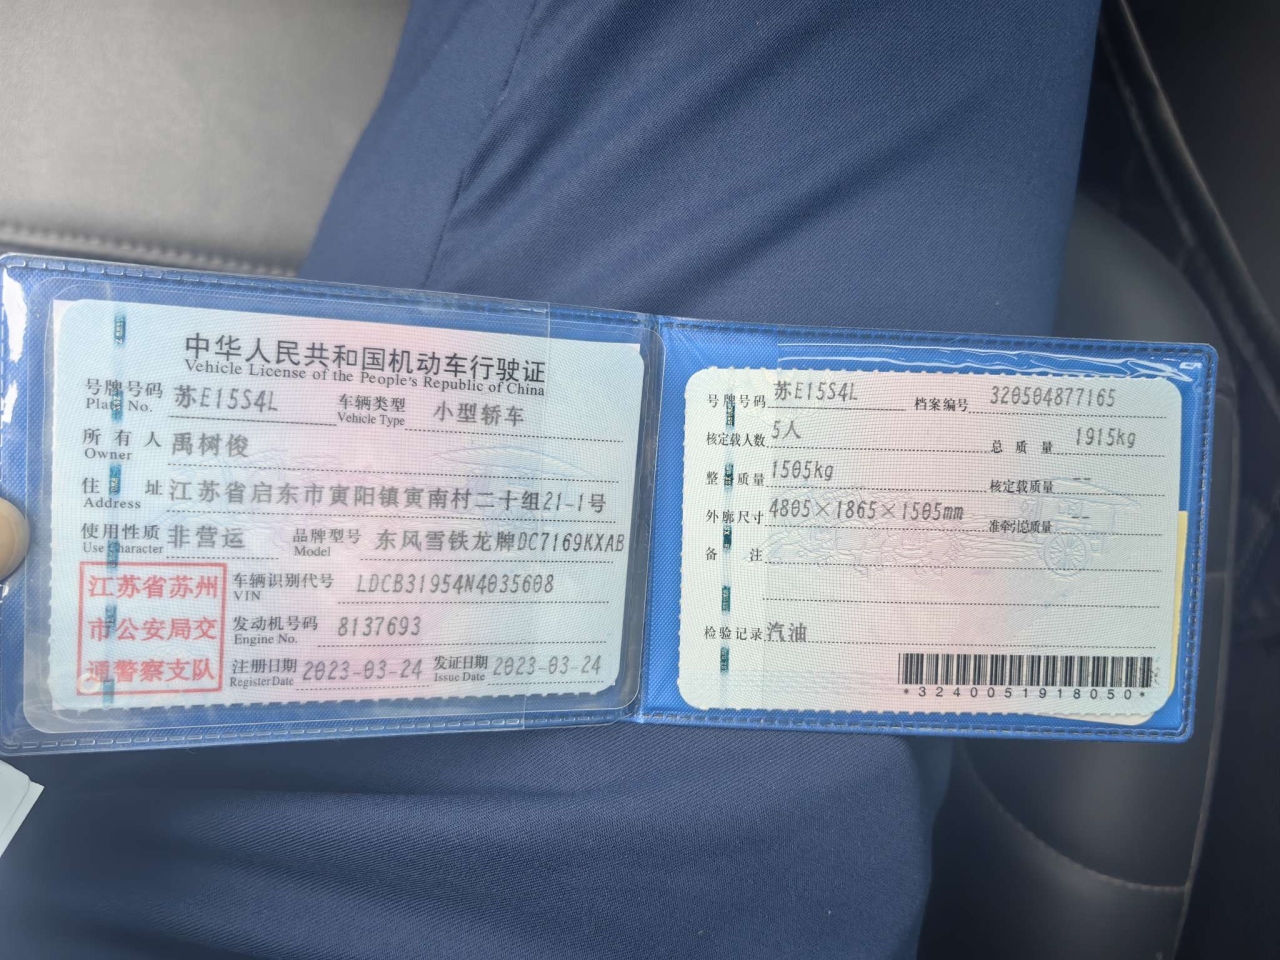 中华人民共和国机动车行驶证
Vehicle License of the People's Republic of China
号牌号码 苏E15S4L 车辆类型 小型轿车
Plate No. Vehicle Type
所有人 禹树俊
Owner
住址 江苏省启东市寅阳镇寅南村二十组21-1号
Address
使用性质 非营运 品牌型号 东风雪铁龙牌DC7169KXAB
Use Character Model
江苏省苏州
市公安局交
通警察支队
车辆识别代号 LDCB31954N4035608
VIN
发动机号码 8137693
Engine No.
注册日期 2023-03-24 发证日期 2023-03-24
Register Date Issue Date
号牌号码 苏E15S4L 档案编号 320504877165
核定载人数 5人 总质量 1915kg
整备质量 1505kg 核定载质量 --
外廓尺寸 4805×1865×1505mm 准牵引总质量 --
备注
检验记录 汽油
*3240051918050*